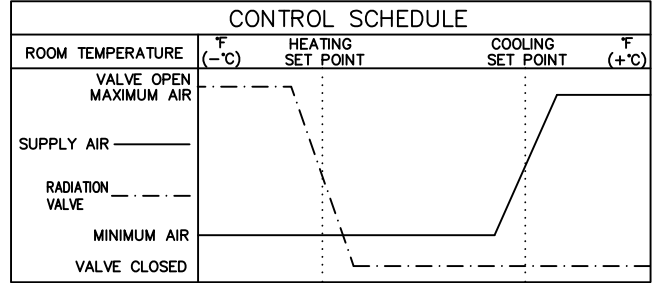 CONTROL SCHEDULE
ROOM TEMPERATURE
°F
(-°C)
HEATING
SET POINT
COOLING
SET POINT
°F
(+°C)
VALVE OPEN
MAXIMUM AIR
SUPPLY AIR
RADIATION
VALVE
MINIMUM AIR
VALVE CLOSED